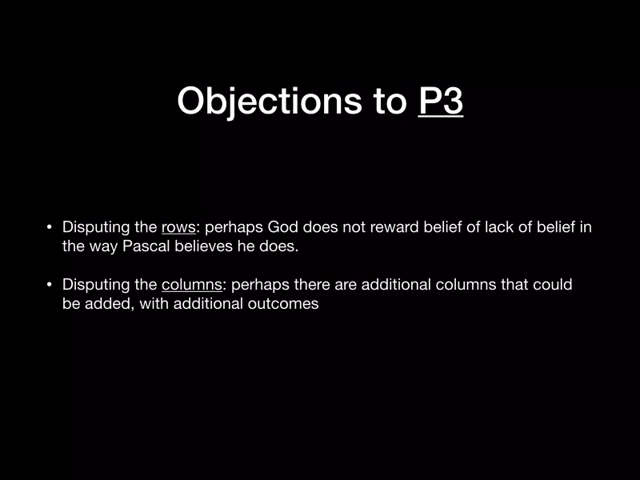 Objections to P3
• Disputing the rows: perhaps God does not reward belief of lack of belief in
the way Pascal believes he does.
• Disputing the columns: perhaps there are additional columns that could
be added, with additional outcomes